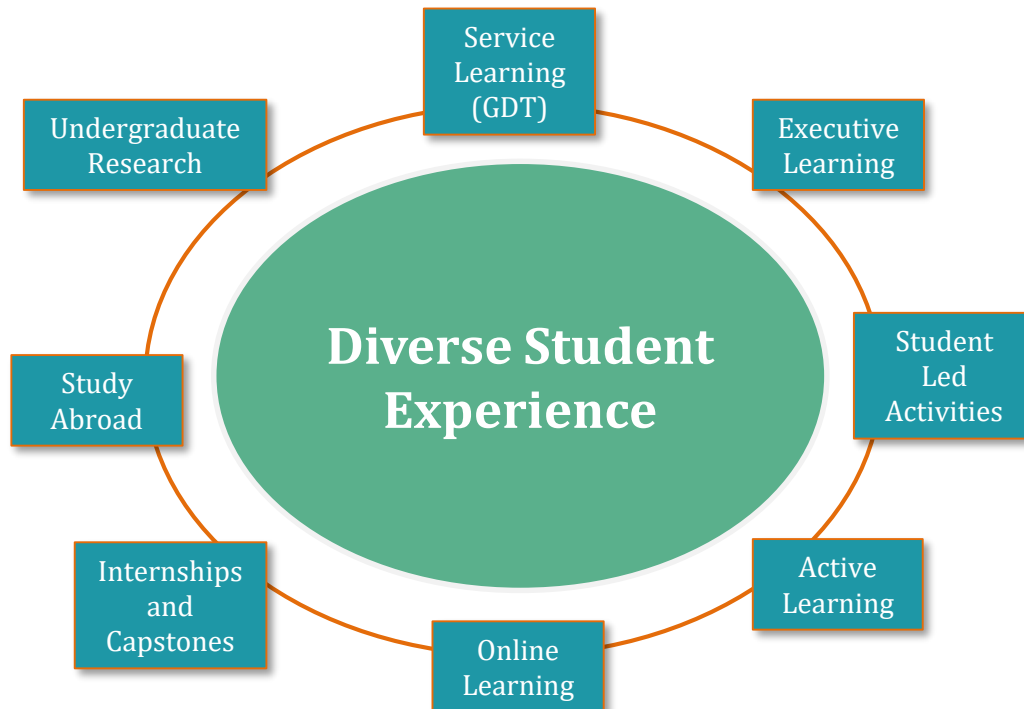 Service
Learning
(GDT)
Executive
Learning
Student
Led
Activities
Active
Learning
Online
Learning
Internships
and
Capstones
Study
Abroad
Undergraduate
Research
Diverse Student
Experience